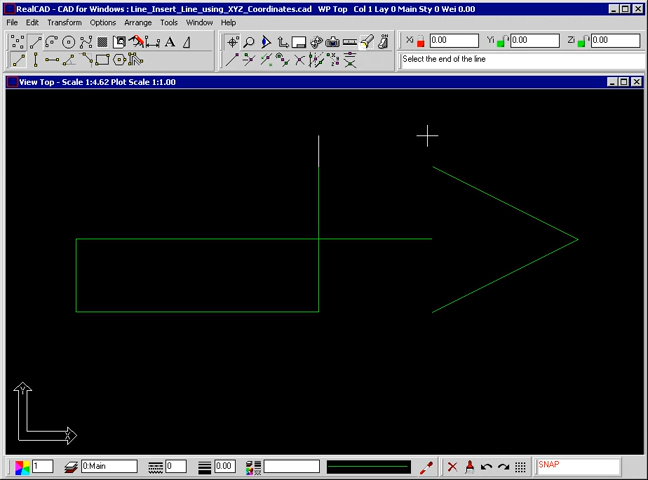 RealCAD - CAD for Windows : Line_Insert_Line_using_XYZ_Coordinates.cad WP Top Col 1 Lay 0 Main Sty 0 Wei 0.00
File Edit Transform Options Arrange Tools Window Help
Xi 0.00 Yi 0.00 Zi 0.00
Select the end of the line
View Top - Scale 1:4.62 Plot Scale 1:1.00
Y
X
1 0:Main 0 0.00 SNAP